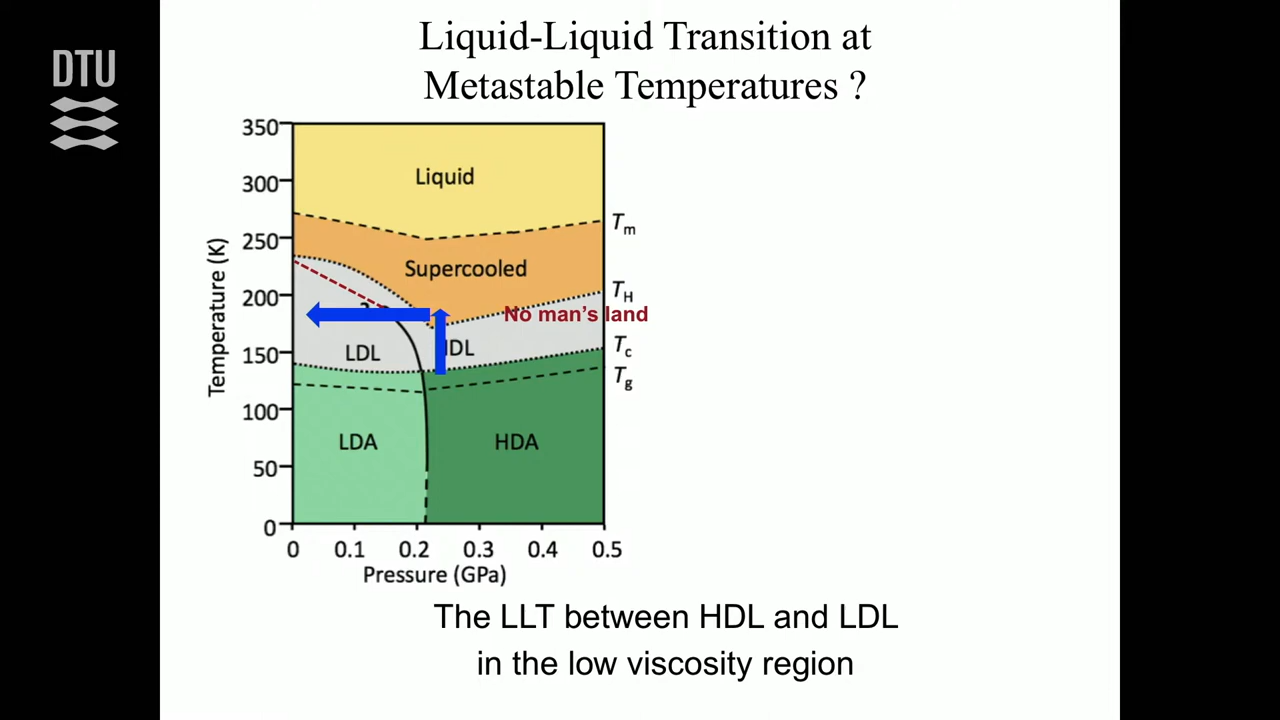 DTU
Liquid-Liquid Transition at
Metastable Temperatures ?
350
300
250
200
150
100
50
0
Temperature (K)
Liquid
Supercooled
?
No man's land
LDL
HDL
LDA
HDA
Tm
TH
Tc
Tg
0
0.1
0.2
0.3
0.4
0.5
Pressure (GPa)
The LLT between HDL and LDL
in the low viscosity region